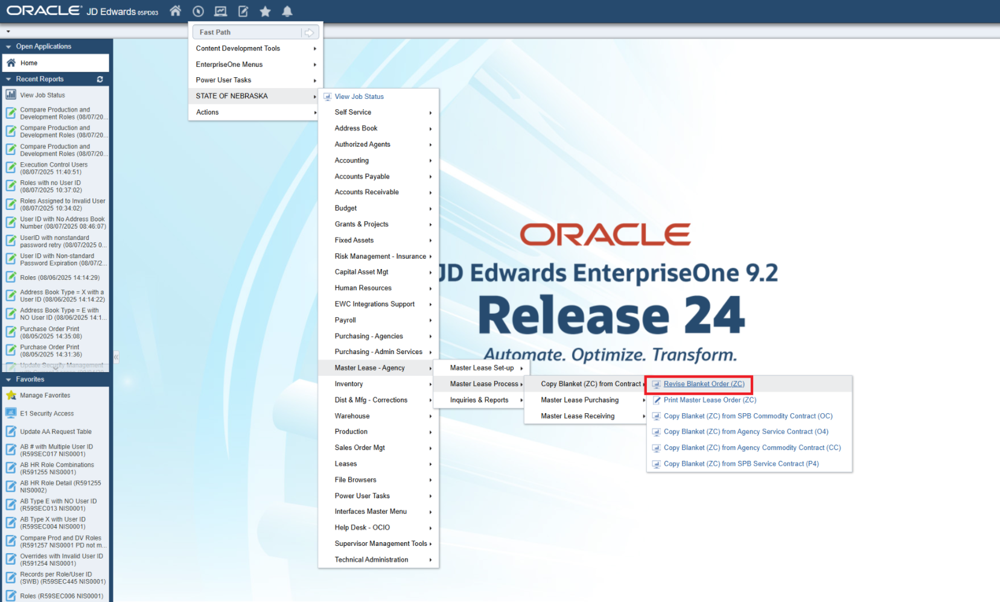 ORACLE JD Edwards 05PD03
Fast Path
Content Development Tools
EnterpriseOne Menus
Power User Tasks
STATE OF NEBRASKA
Actions
Open Applications
Home
Recent Reports
View Job Status
Compare Production and
Development Roles (08/07/20...
Compare Production and
Development Roles (08/07/20...
Compare Production and
Development Roles (08/07/20...
Execution Control Users
(08/07/2025 11:40:51)
Roles with no User ID
(08/07/2025 10:37:02)
Roles Assigned to Invalid User
(08/07/2025 10:34:02)
User ID with No Address Book
Number (08/07/2025 08:46:07)
UserID with nonstandard
password retry (08/07/2025 0...
User ID with Non-standard
Password Expiration (08/07/2...
Roles (08/06/2025 14:14:29)
Address Book Type = X with a
User ID (08/06/2025 14:14:22)
Address Book Type = E with
NO User ID (08/06/2025 14:1...
Purchase Order Print
(08/05/2025 14:35:08)
Purchase Order Print
(08/05/2025 14:31:36)
Update Security Management
Favorites
Manage Favorites
E1 Security Access
Update AA Request Table
AB # with Multiple User ID
(R59SEC017 NIS0001)
AB HR Role Combinations
(R591255 NIS0001)
AB HR Role Detail (R591255
NIS0002)
AB Type E with NO User ID
(R59SEC013 NIS0001)
AB Type X with User ID
(R59SEC004 NIS0001)
Compare Prod and DV Roles
(R591257 NIS0001 PD not m...
Overrides with Invalid User ID
(R591254 NIS0001)
Records per Role/User ID
(SWB) (R59SEC445 NIS0001)
Roles (R59SEC006 NIS0001)
View Job Status
Self Service
Address Book
Authorized Agents
Accounting
Accounts Payable
Accounts Receivable
Budget
Grants & Projects
Fixed Assets
Risk Management - Insurance
Capital Asset Mgt
Human Resources
EWC Integrations Support
Payroll
Purchasing - Agencies
Purchasing - Admin Services
Master Lease - Agency
Inventory
Dist & Mfg - Corrections
Warehouse
Production
Sales Order Mgt
Leases
File Browsers
Power User Tasks
Interfaces Master Menu
Help Desk - OCIO
Supervisor Management Tools
Technical Administration
Master Lease Set-up
Master Lease Process
Inquiries & Reports
Copy Blanket (ZC) from Contract
Master Lease Purchasing
Master Lease Receiving
Revise Blanket Order (ZC)
Print Master Lease Order (ZC)
Copy Blanket (ZC) from SPB Commodity Contract (OC)
Copy Blanket (ZC) from Agency Service Contract (O4)
Copy Blanket (ZC) from Agency Commodity Contract (CC)
Copy Blanket (ZC) from SPB Service Contract (P4)
ORACLE
JD Edwards EnterpriseOne 9.2
Release 24
Automate. Optimize. Transform.